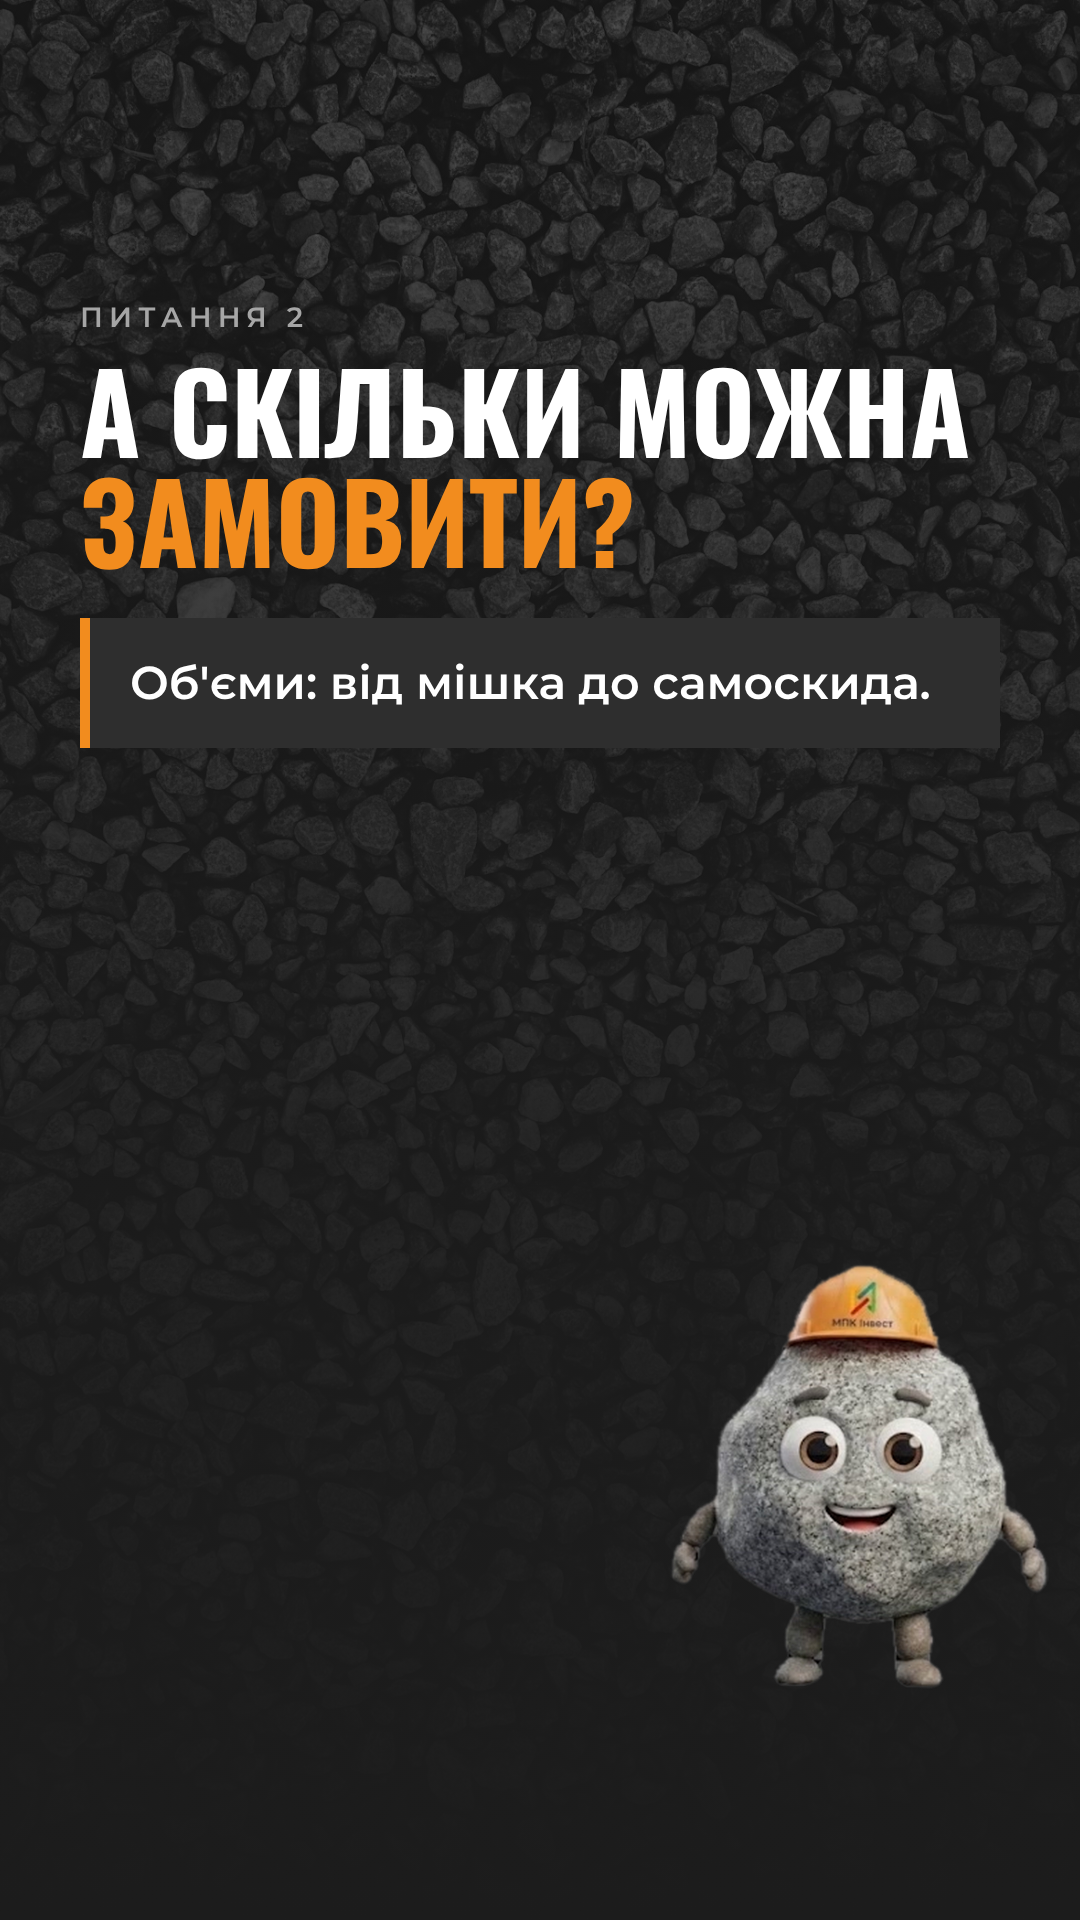 ПИТАННЯ 2
А СКІЛЬКИ МОЖНА
ЗАМОВИТИ?
Об'єми: від мішка до самоскида.
МПК Інвест